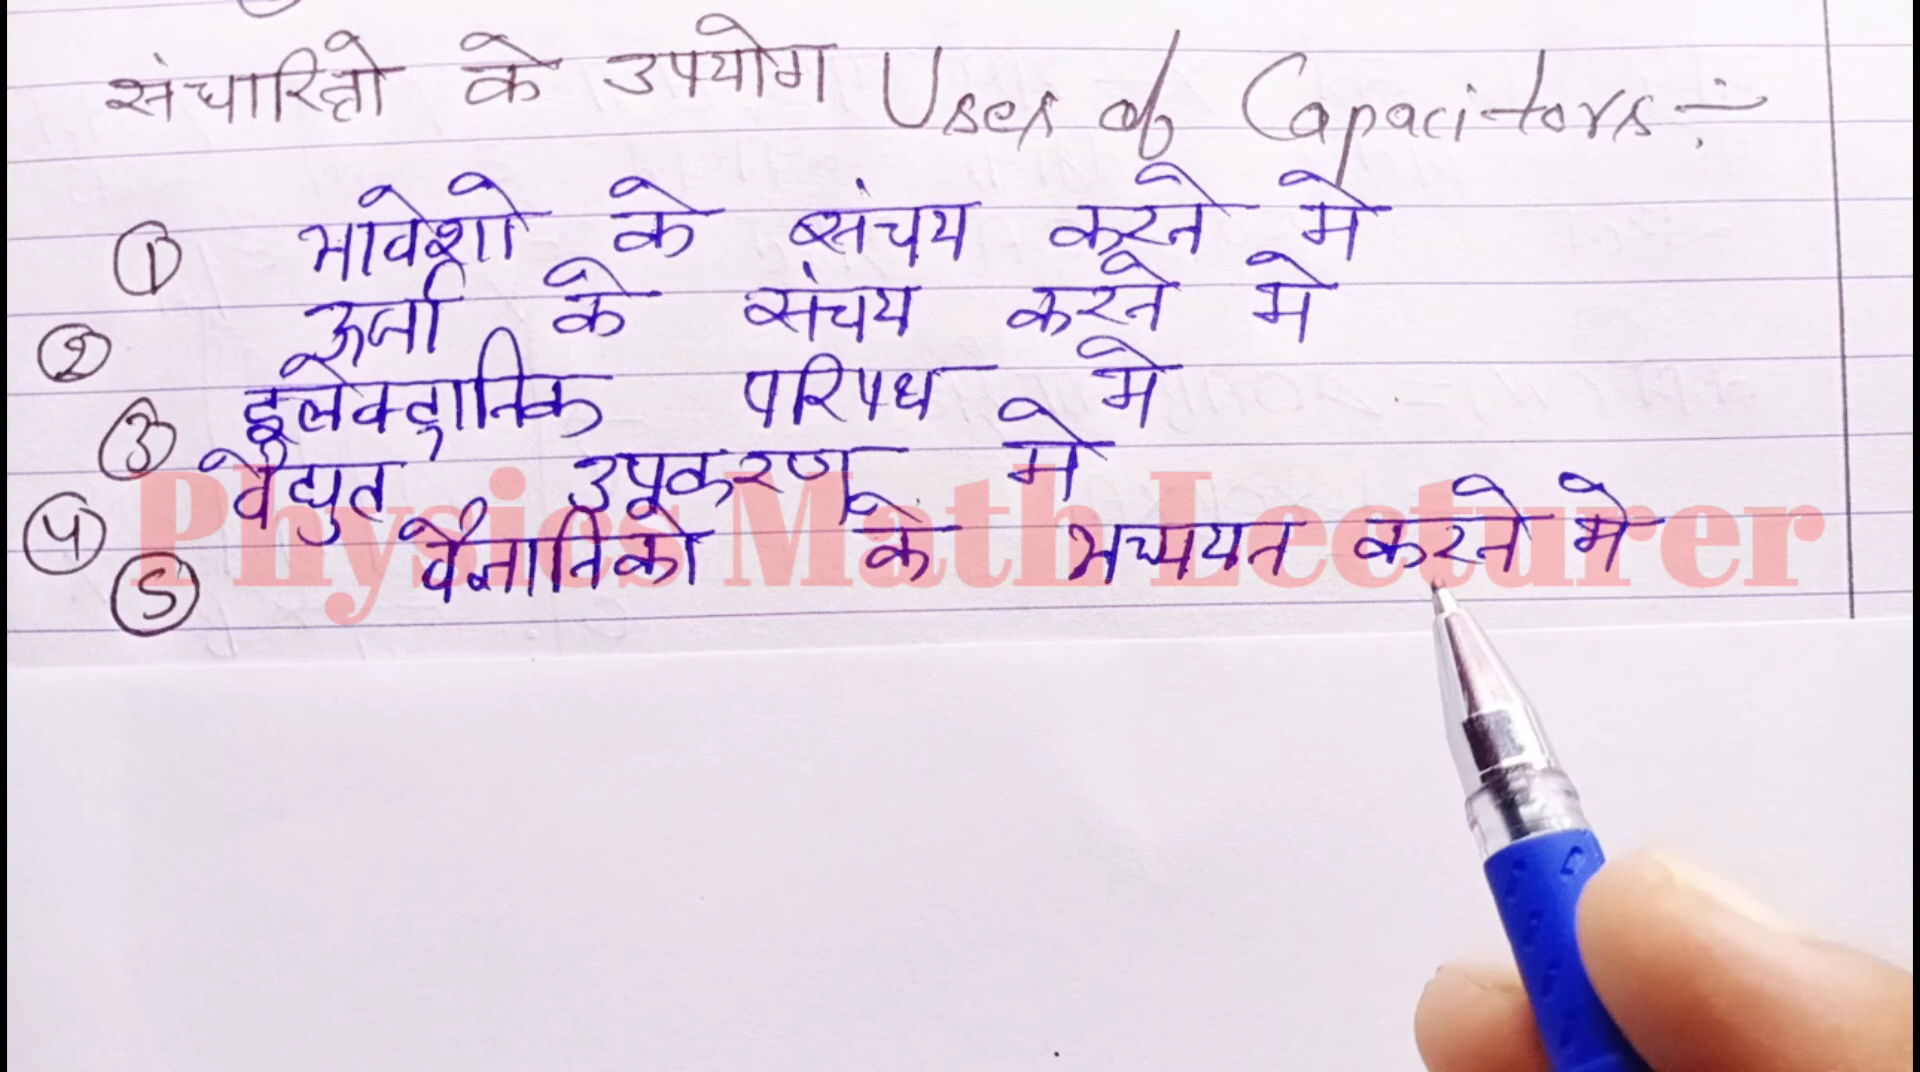 संधारित्रो के उपयोग Uses of Capacitors :-
① आवेशो के संचय करने मे
② ऊर्जा के संचय करने मे
③ इलेक्ट्रानिक परिपथ मे
④ वैद्युत उपकरण मे
⑤ वैज्ञानिको के अध्ययन करने मे
Physics Math Lecturer